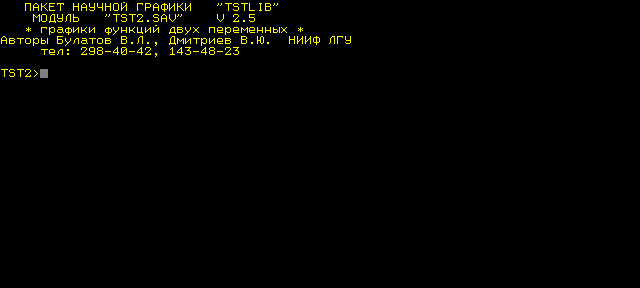 ПАКЕТ НАУЧНОЙ ГРАФИКИ "TSTLIB"
МОДУЛЬ "TST2.SAV" V 2.5
* графики функций двух переменных *
Авторы Булатов В.Л., Дмитриев В.Ю. НИИФ ЛГУ
тел: 298-40-42, 143-48-23
TST2>